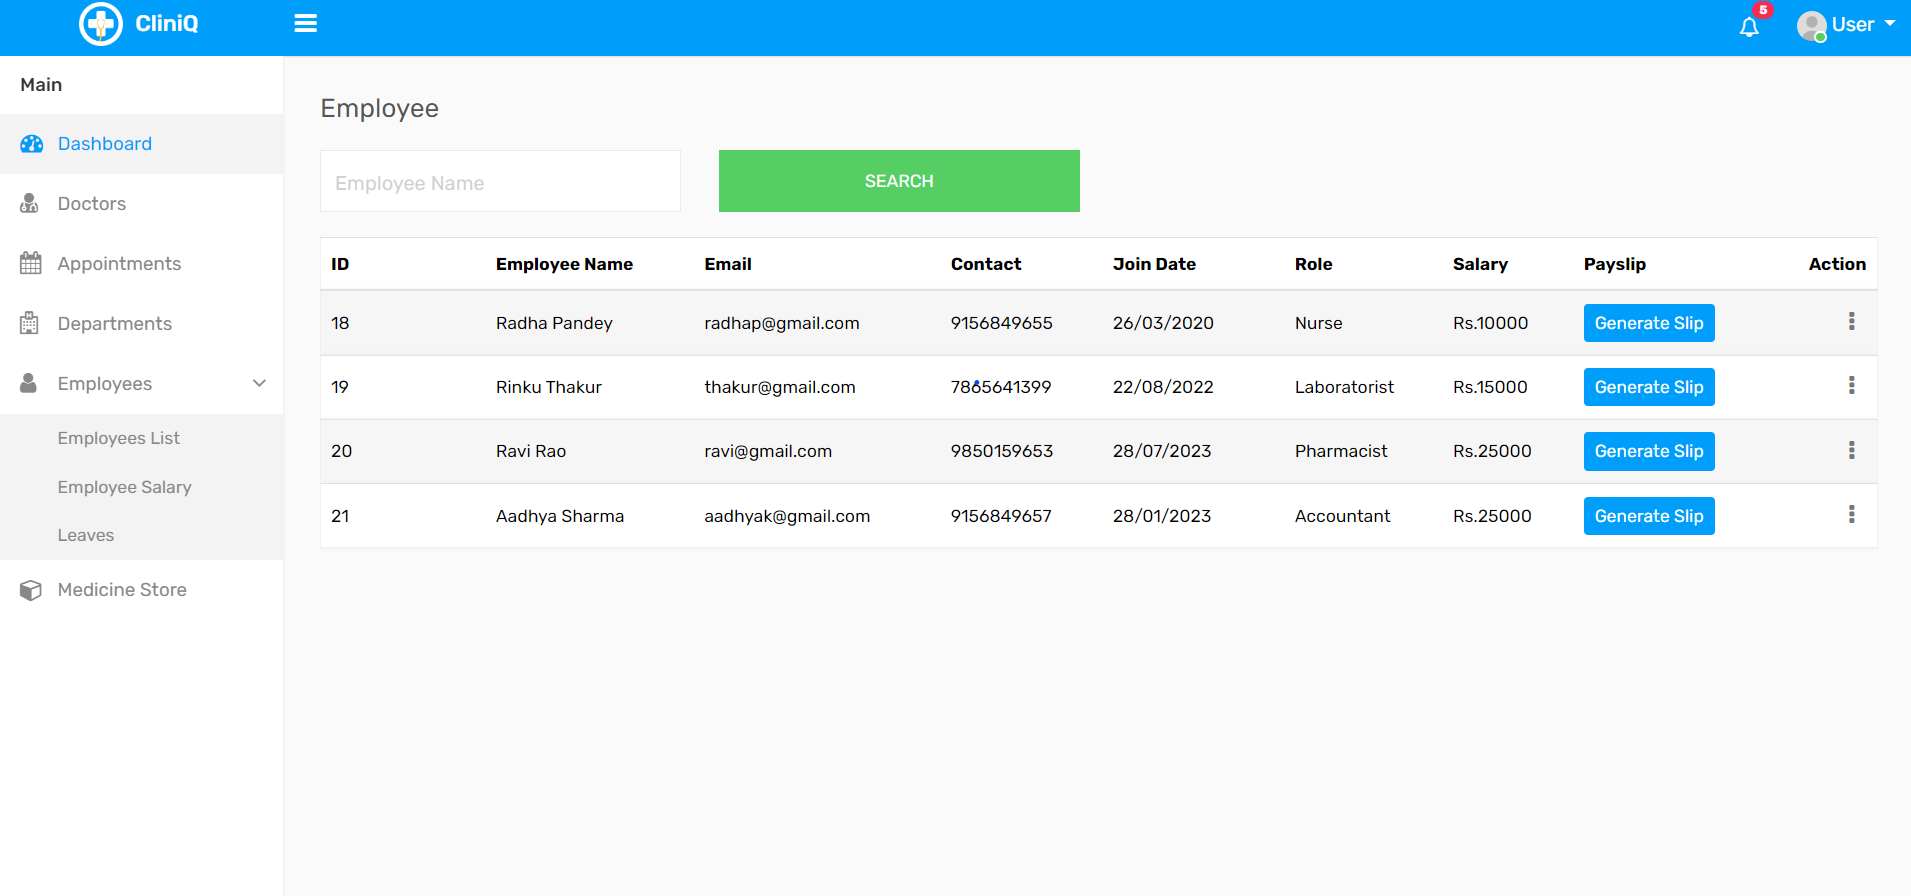 CliniQ
5
User
Main
Dashboard
Doctors
Appointments
Departments
Employees
Employees List
Employee Salary
Leaves
Medicine Store
Employee
Employee Name
SEARCH
ID Employee Name Email Contact Join Date Role Salary Payslip Action
18 Radha Pandey radhap@gmail.com 9156849655 26/03/2020 Nurse Rs.10000 Generate Slip
19 Rinku Thakur thakur@gmail.com 7865641399 22/08/2022 Laboratorist Rs.15000 Generate Slip
20 Ravi Rao ravi@gmail.com 9850159653 28/07/2023 Pharmacist Rs.25000 Generate Slip
21 Aadhya Sharma aadhyak@gmail.com 9156849657 28/01/2023 Accountant Rs.25000 Generate Slip